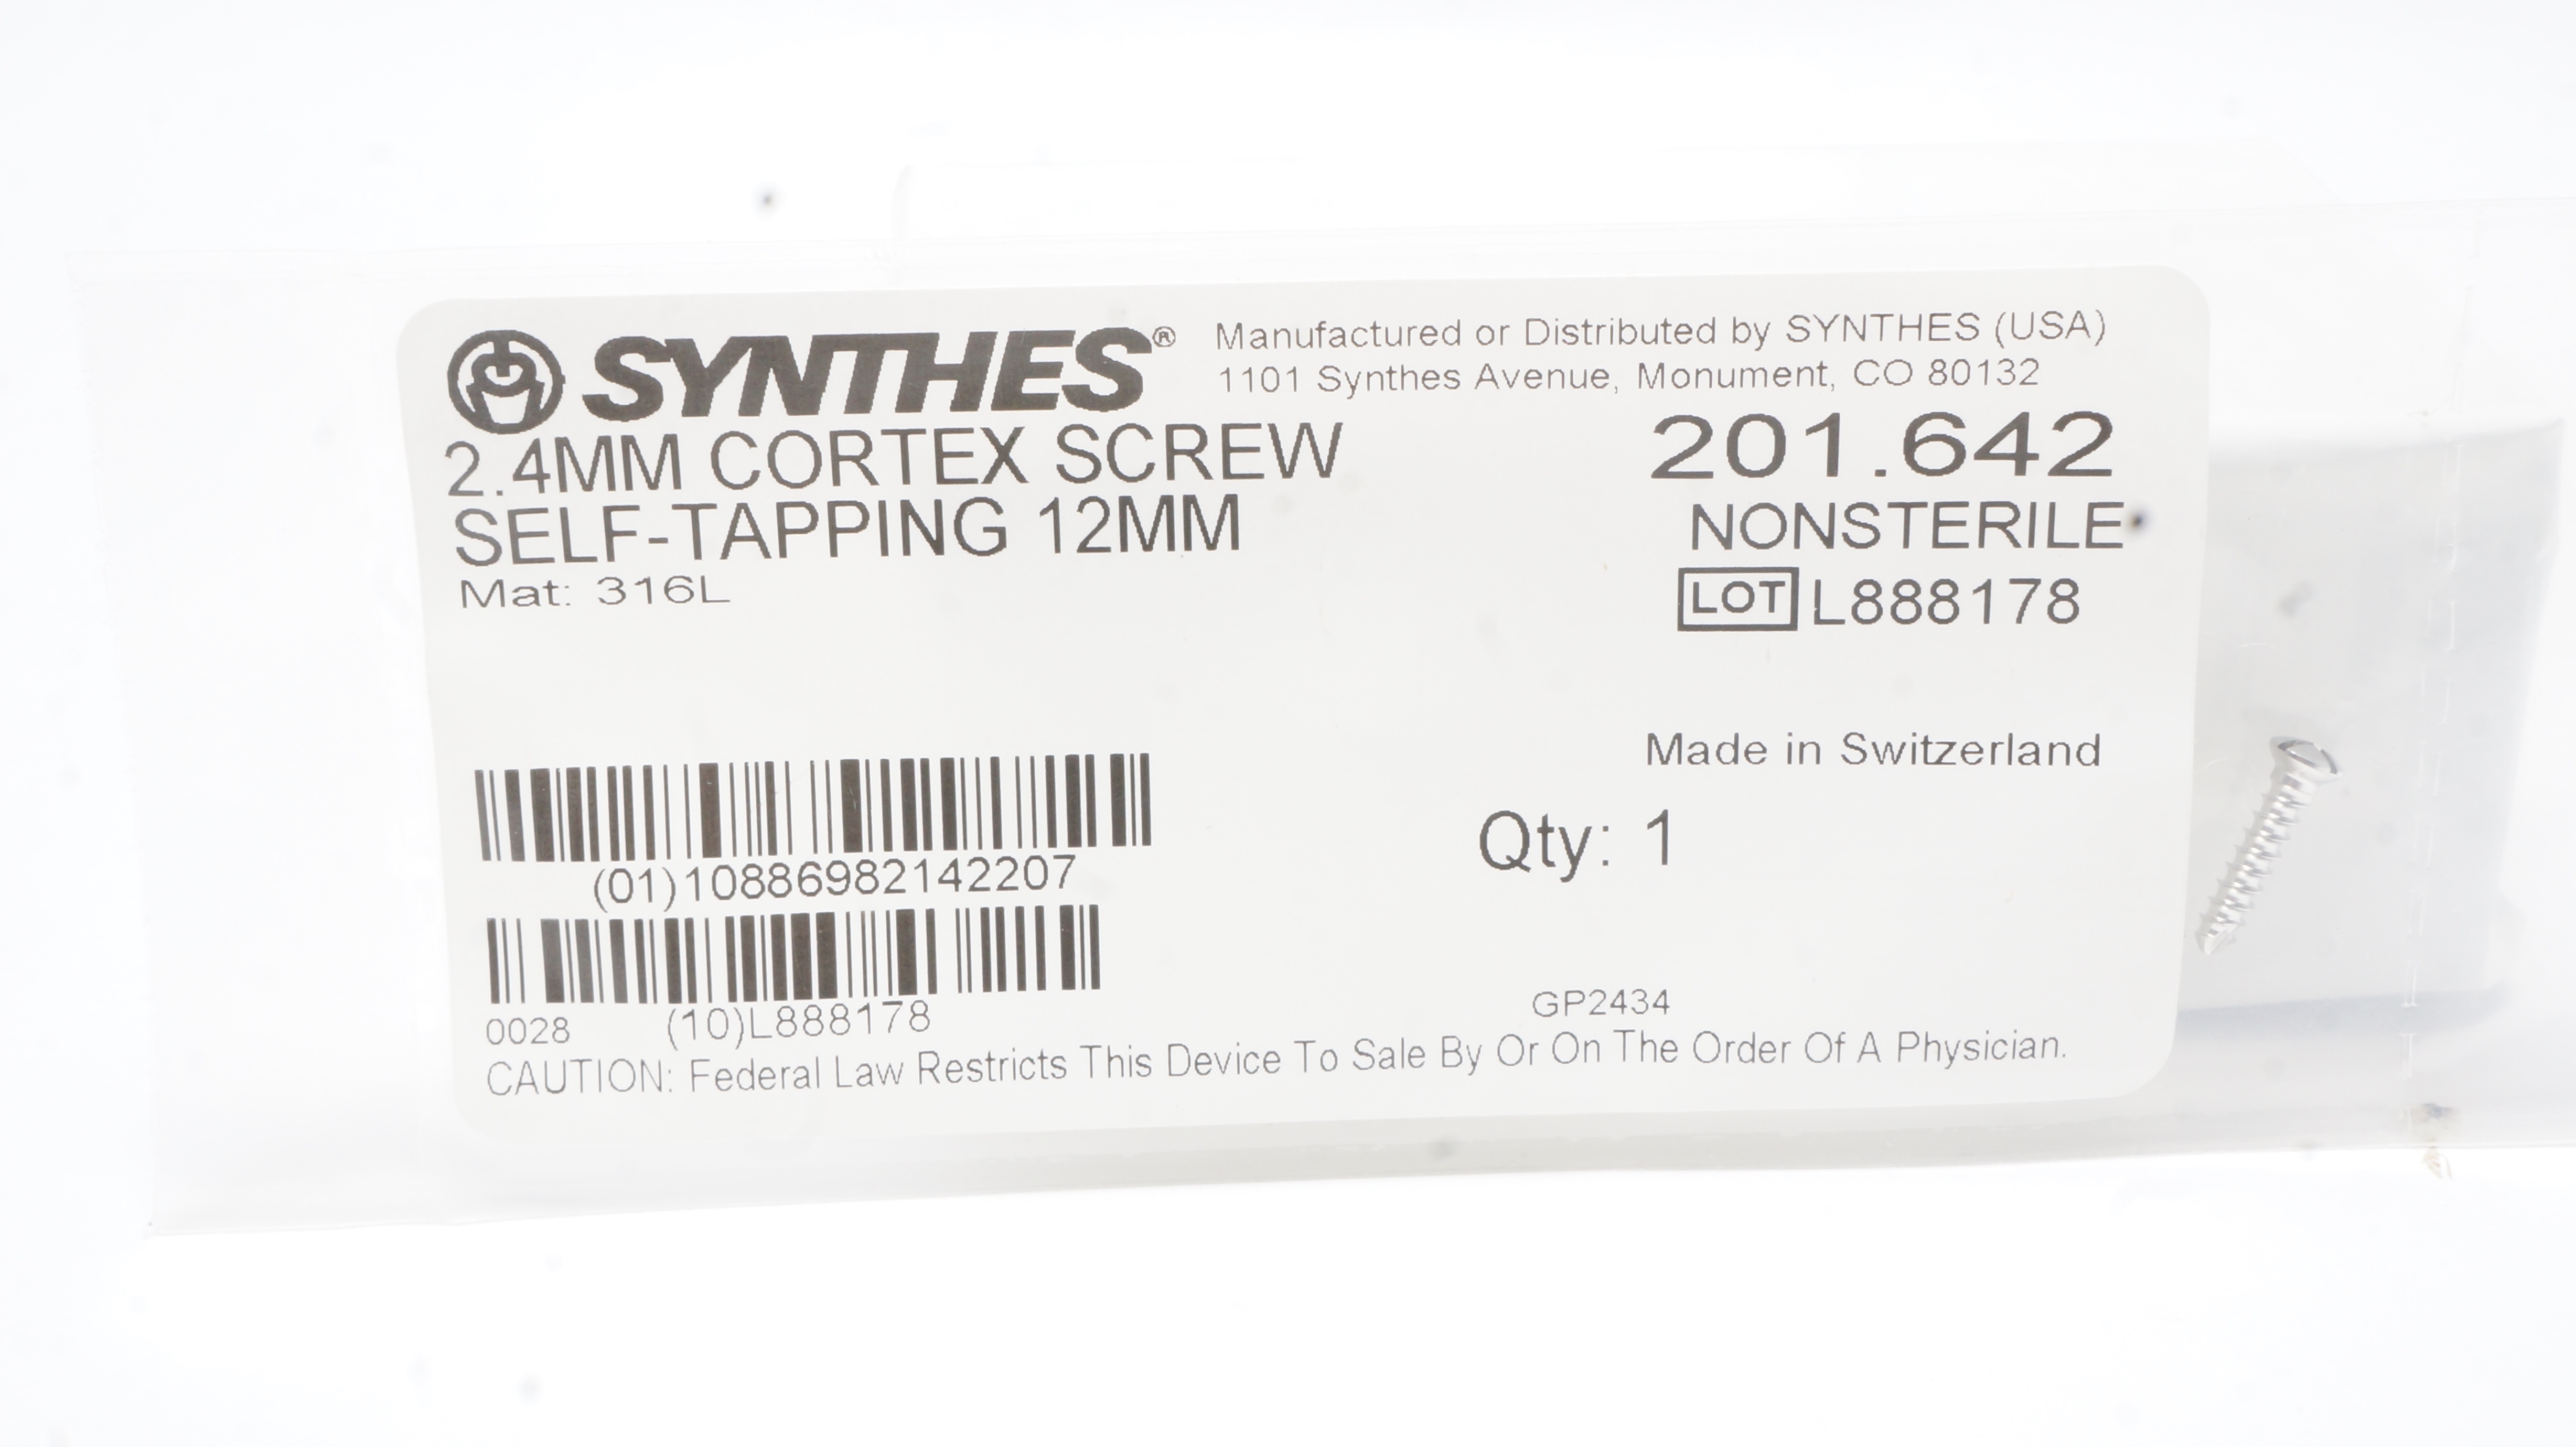 SYNTHES®
Manufactured or Distributed by SYNTHES (USA)
1101 Synthes Avenue, Monument, CO 80132
2.4MM CORTEX SCREW
SELF-TAPPING 12MM
Mat: 316L
201.642
NONSTERILE
LOT L888178
Made in Switzerland
Qty: 1
(01)10886982142207
(10)L888178
0028
GP2434
CAUTION: Federal Law Restricts This Device To Sale By Or On The Order Of A Physician.